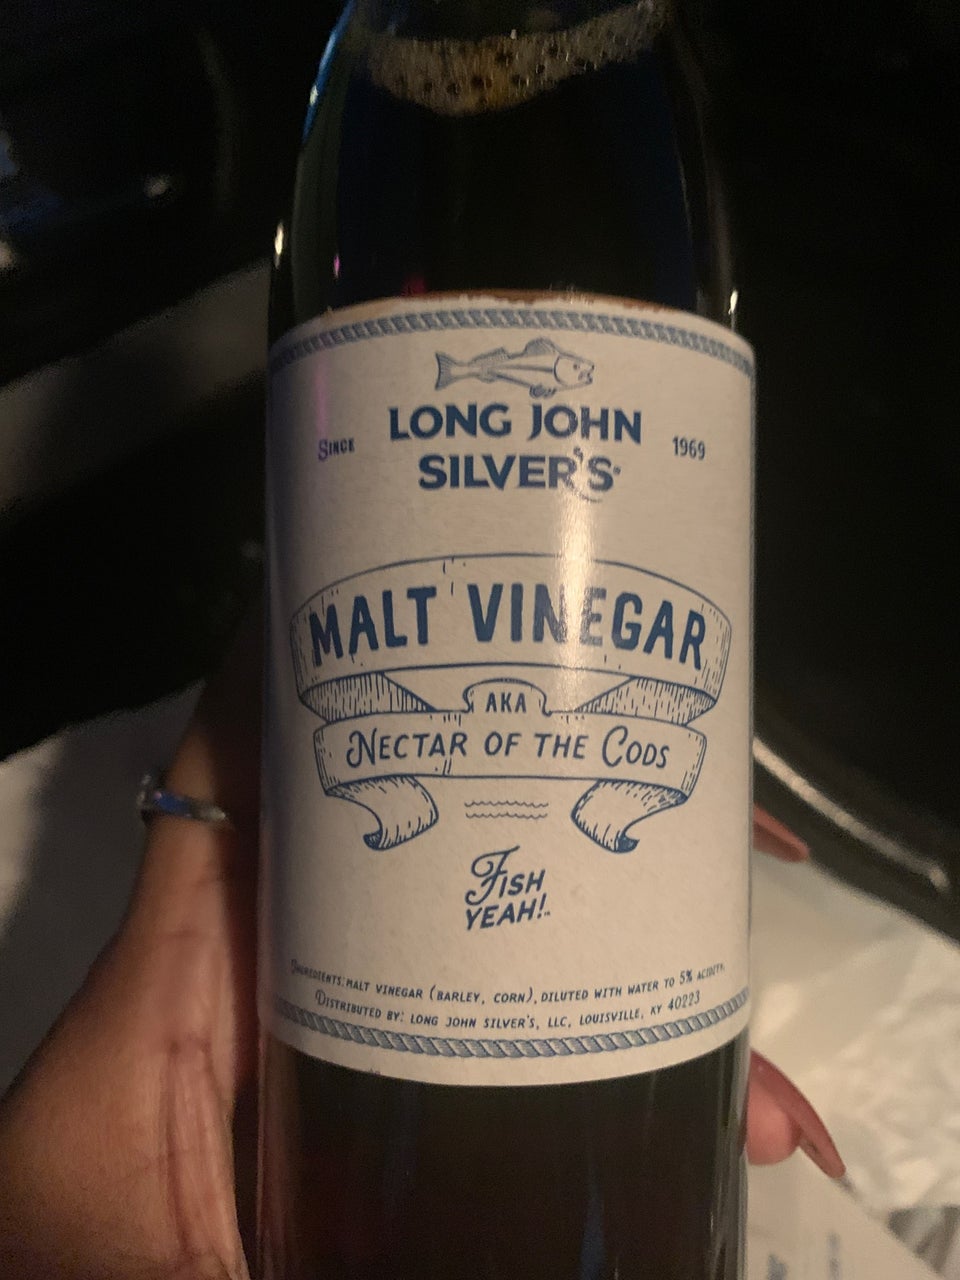 LONG JOHN
SINCE SILVER'S® 1969
MALT VINEGAR
AKA
NECTAR OF THE CODS
FISH
YEAH!™
INGREDIENTS: MALT VINEGAR (BARLEY, CORN), DILUTED WITH WATER TO 5% ACIDITY.
DISTRIBUTED BY: LONG JOHN SILVER'S, LLC, LOUISVILLE, KY 40223